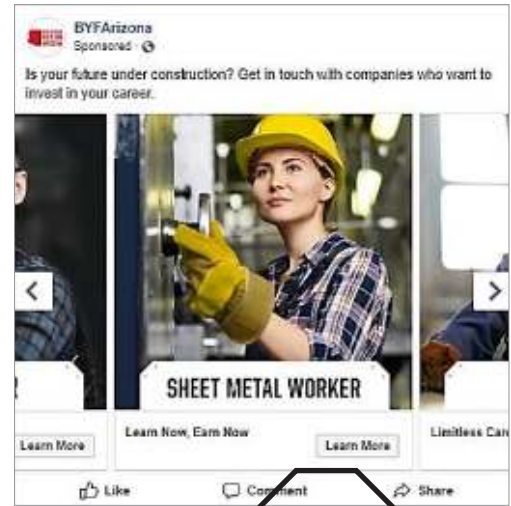 BYFArizona
Sponsored
Is your future under construction? Get in touch with companies who want to
invest in your career.
SHEET METAL WORKER
Learn More
Learn Now, Earn Now
Learn More
Limitless Car
Like
Comment
Share